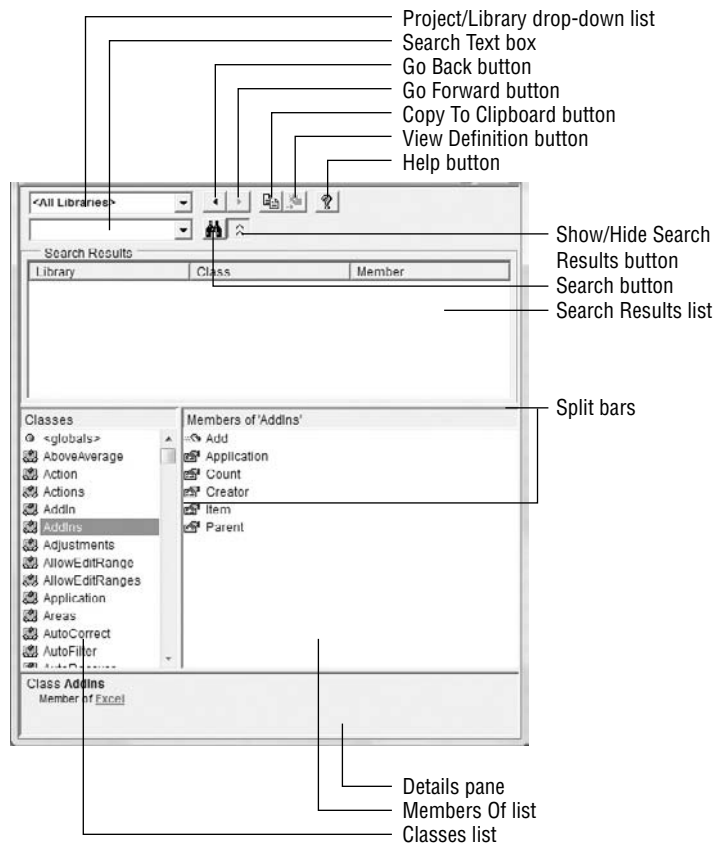 Project/Library drop-down list
Search Text box
Go Back button
Go Forward button
Copy To Clipboard button
View Definition button
Help button
<All Libraries>
Show/Hide Search
Results button
Search button
Search Results list
Search Results
Library Class Member
Split bars
Classes
<globals>
AboveAverage
Action
Actions
AddIn
AddIns
Adjustments
AllowEditRange
AllowEditRanges
Application
Areas
AutoCorrect
AutoFilter
Members of 'AddIns'
Add
Application
Count
Creator
Item
Parent
Class AddIns
Member of Excel
Details pane
Members Of list
Classes list